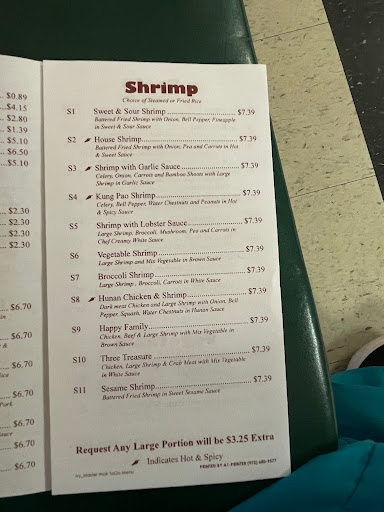 $0.89
$4.15
$2.80
$1.39
$5.10
$6.50
$5.10
$2.30
$2.30
$2.30
$2.30
$6.70
$6.70
$6.70
$6.70
$6.70
$6.70
Shrimp
Choice of Steamed or Fried Rice
S1 Sweet & Sour Shrimp $7.39
Battered Fried Shrimp with Onion, Bell Pepper, Pineapple
in Sweet & Sour Sauce
S2 House Shrimp $7.39
Battered Fried Shrimp with Onion, Pea and Carrots in Hot
& Sweet Sauce
S3 Shrimp with Garlic Sauce $7.39
Celery, Onion, Carrots and Bamboo Shoots with Large
Shrimp in Garlic Sauce
S4 Kung Pao Shrimp $7.39
Celery, Bell Pepper, Water Chestnuts and Peanuts in Hot
& Spicy Sauce
S5 Shrimp with Lobster Sauce $7.39
Large Shrimp, Broccoli, Mushroom, Pea and Carrots in
Chef Creamy White Sauce
S6 Vegetable Shrimp $7.39
Large Shrimp and Mix Vegetable in Brown Sauce
S7 Broccoli Shrimp $7.39
Large Shrimp, Broccoli, Carrots in White Sauce
S8 Hunan Chicken & Shrimp $7.39
Dark meat Chicken and Large Shrimp with Onion, Bell
Pepper, Squash, Water Chestnuts in Hunan Sauce
S9 Happy Family $7.39
Chicken, Beef & Large Shrimp with Mix Vegetable in
Brown Sauce
S10 Three Treasure $7.39
Chicken, Large Shrimp & Crab Meat with Mix Vegetable
in White Sauce
S11 Sesame Shrimp $7.39
Battered Fried Shrimp in Sweet Sesame Sauce
Request Any Large Portion will be $3.25 Extra
Indicates Hot & Spicy
PRINTED BY A1-PRINTER